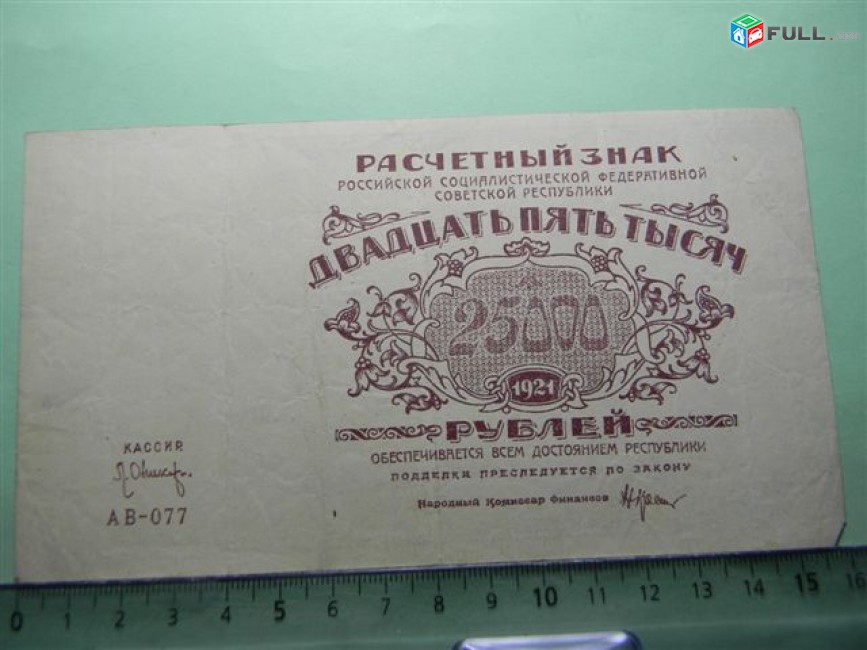 FULL.
РАСЧЕТНЫЙ ЗНАК
РОССИЙСКОЙ СОЦИАЛИСТИЧЕСКОЙ ФЕДЕРАТИВНОЙ
СОВЕТСКОЙ РЕСПУБЛИКИ
ДВАДЦАТЬ ПЯТЬ ТЫСЯЧ
25000
1921
РУБЛЕЙ
ОБЕСПЕЧИВАЕТСЯ ВСЕМ ДОСТОЯНИЕМ РЕСПУБЛИКИ
ПОДДЕЛКА ПРЕСЛЕДУЕТСЯ ПО ЗАКОНУ
Народный Комиссар Финансов
КАССИР
АВ-077
0 1 2 3 4 5 6 7 8 9 10 11 12 13 14 15 16